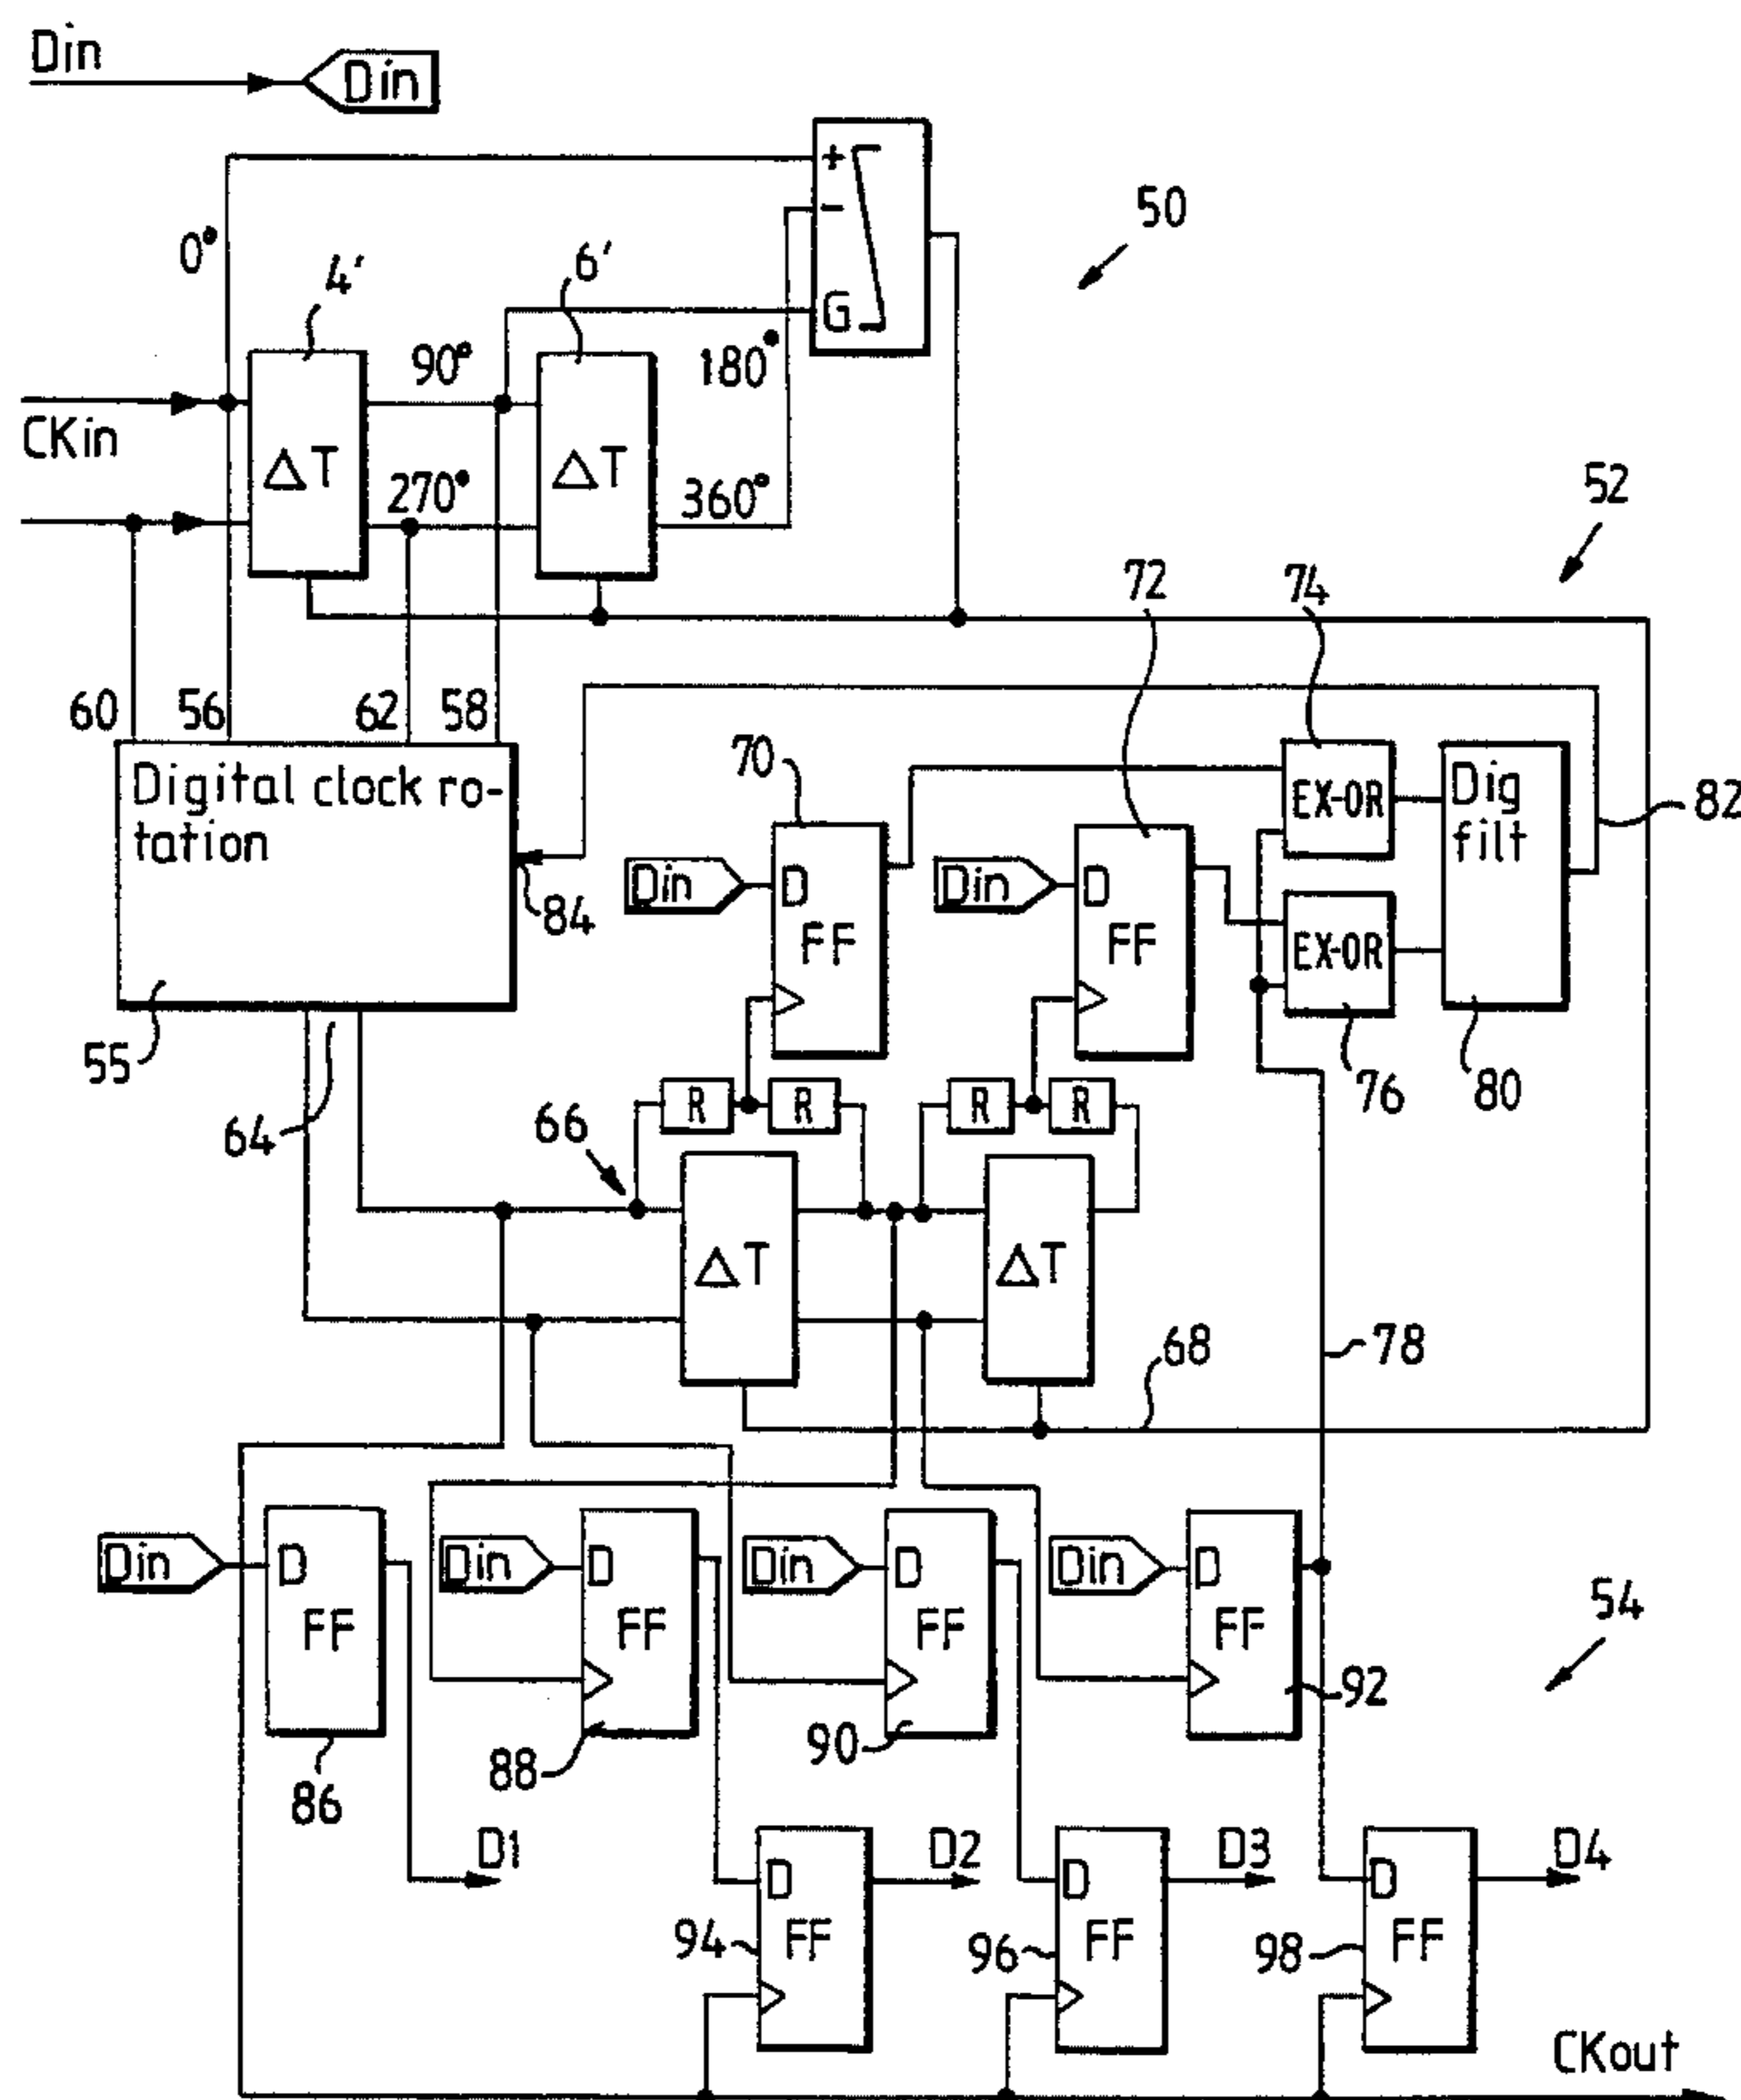 Din
Din
+
-
G
50
0°
4'
6'
90°
180°
CKin
ΔT
ΔT
270°
360°
52
72
74
60
56
62
58
70
Digital clock ro-
tation
EX-OR
Dig
filt
82
Din
D
FF
Din
D
FF
84
EX-OR
55
64
76
80
66
R
R
R
R
ΔT
ΔT
68
78
Din
D
FF
Din
D
FF
Din
D
FF
Din
D
FF
54
86
88
90
92
D1
D
FF
D2
D
FF
D3
D
FF
D4
94
96
98
CKout